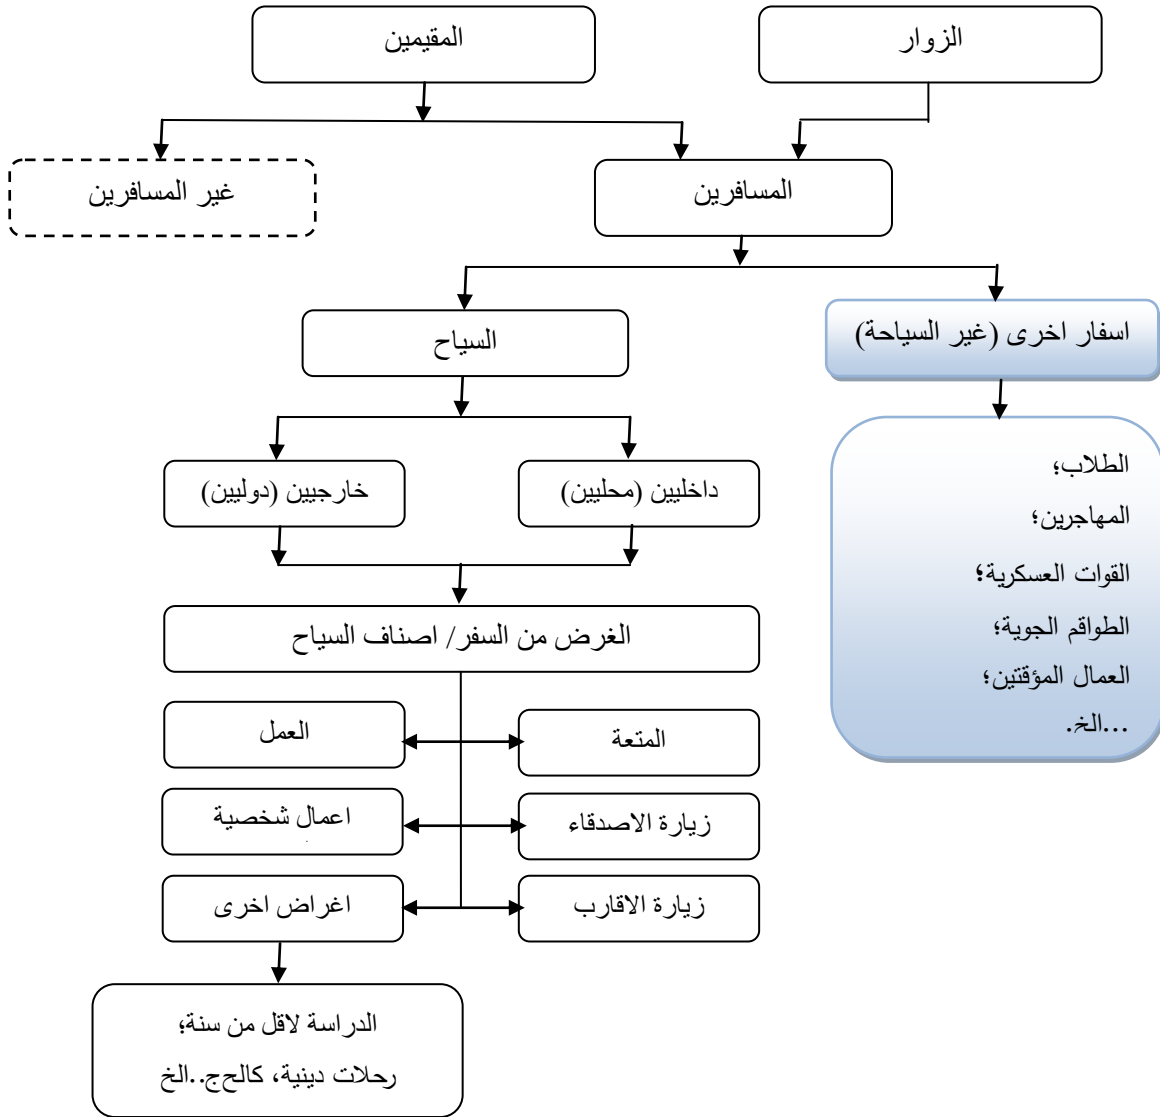 الزوار
المقيمين
المسافرين
غير المسافرين
اسفار اخرى (غير السياحة)
السياح
الطلاب؛
المهاجرين؛
القوات العسكرية؛
الطواقم الجوية؛
العمال المؤقتين؛
...الخ.
داخليين (محليين)
خارجيين (دوليين)
الغرض من السفر/ اصناف السياح
المتعة
العمل
زيارة الاصدقاء
اعمال شخصية
زيارة الاقارب
اغراض اخرى
الدراسة لاقل من سنة؛
رحلات دينية، كالحج..الخ